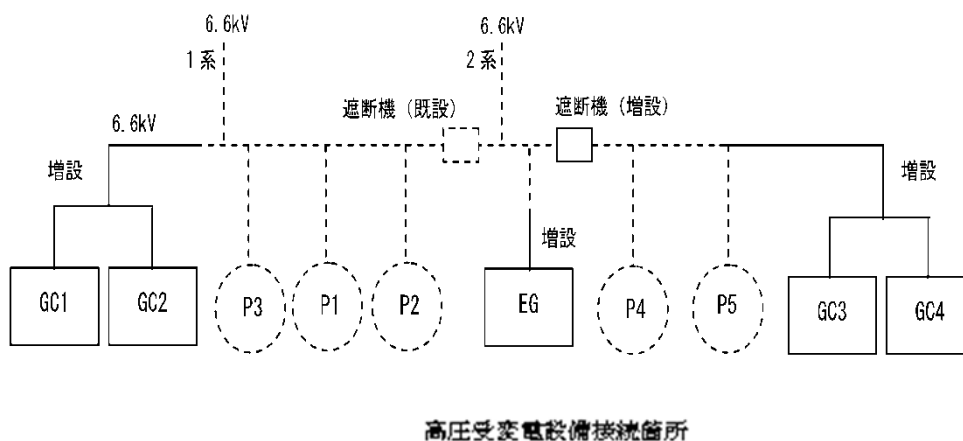 6.6kV
1系
6.6kV
2系
遮断機（既設）
遮断機（増設）
6.6kV
増設
増設
増設
GC1
GC2
P3
P1
P2
EG
P4
P5
GC3
GC4
高圧受変電設備接続箇所